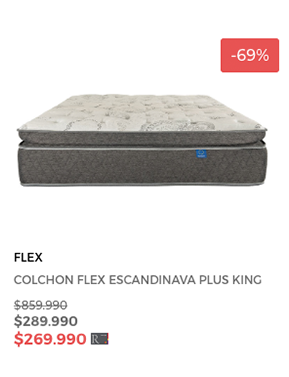 -69%
FLEX
COLCHON FLEX ESCANDINAVA PLUS KING
$859.990
$289.990
$269.990